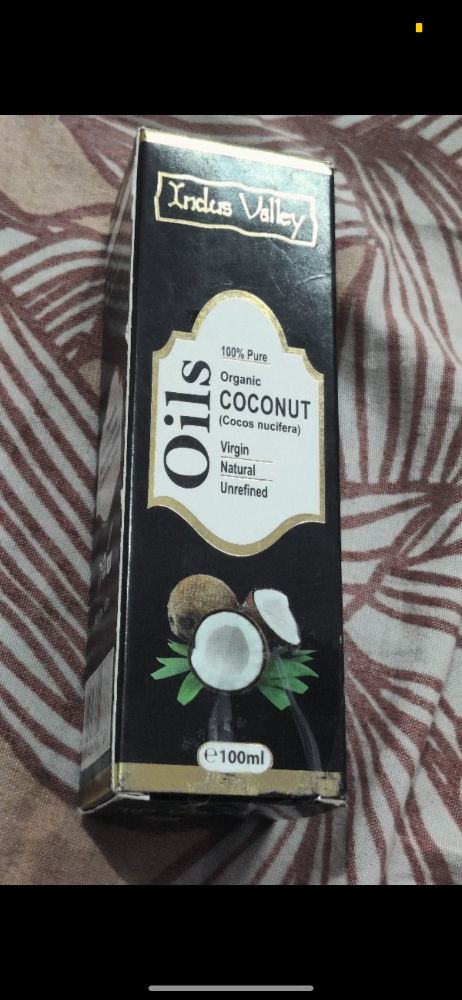 Indus Valley
Oils
100% Pure
Organic
COCONUT
(Cocos nucifera)
Virgin
Natural
Unrefined
℮100ml